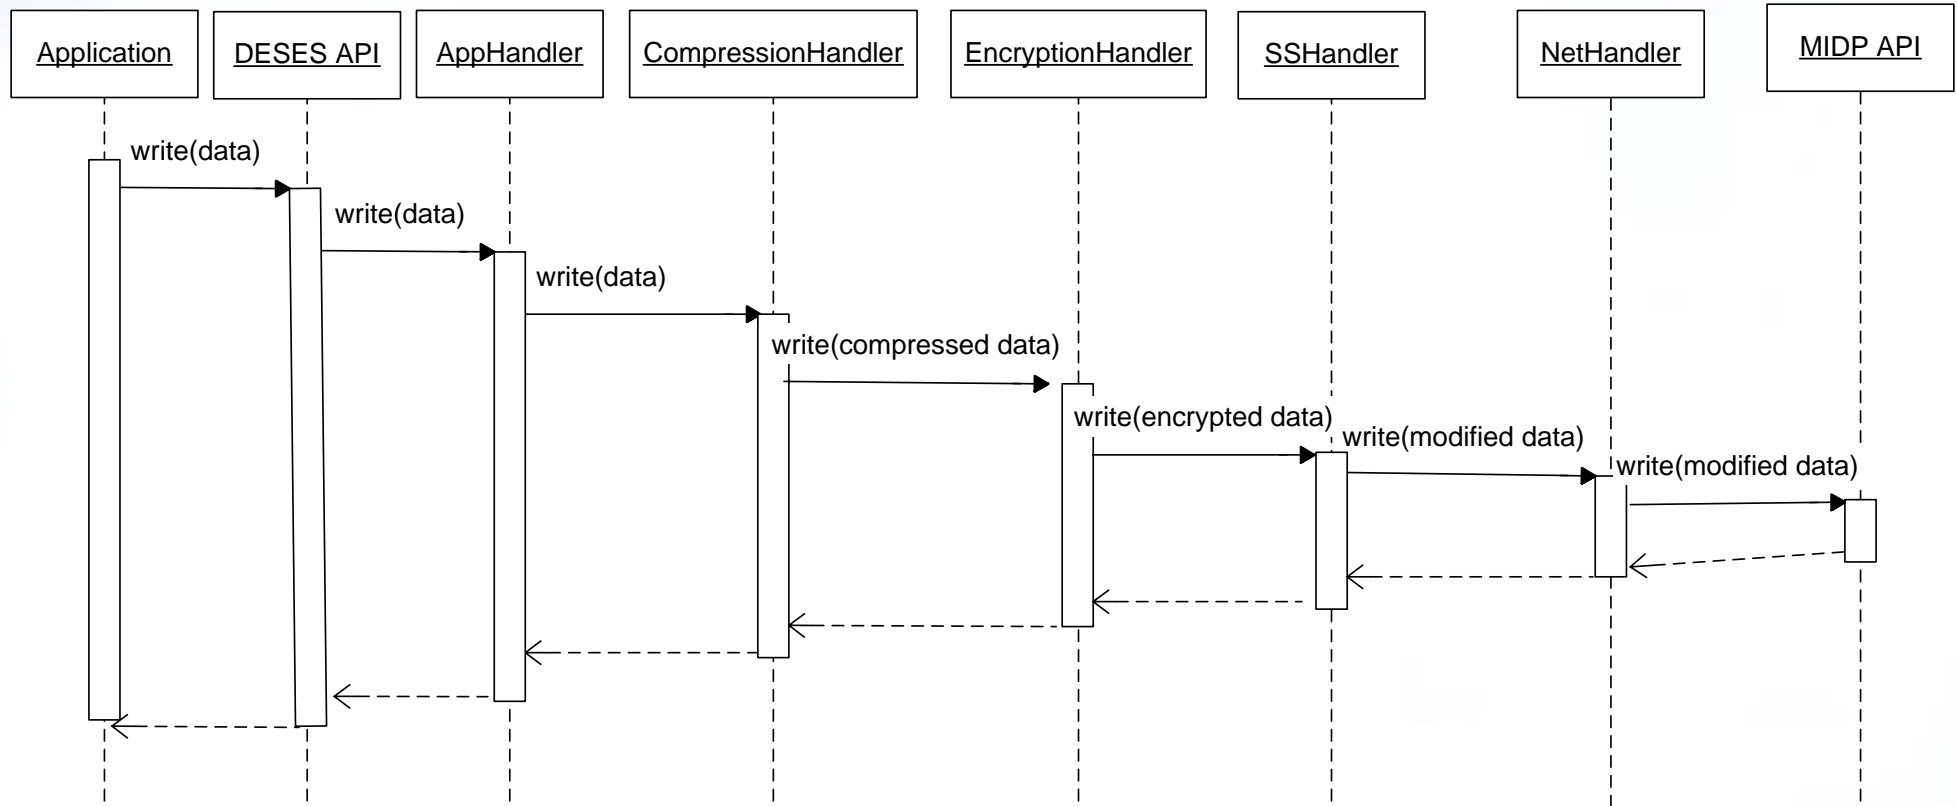 Application
DESES API
AppHandler
CompressionHandler
EncryptionHandler
SSHandler
NetHandler
MIDP API
write(data)
write(data)
write(data)
write(compressed data)
write(encrypted data)
write(modified data)
write(modified data)